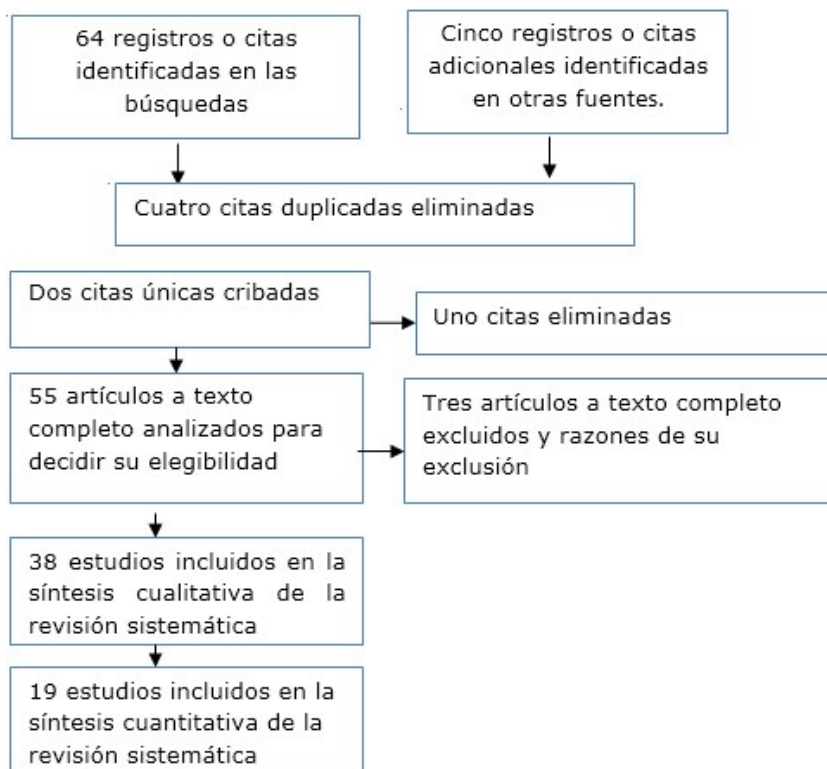 64 registros o citas
identificadas en las
búsquedas
Cinco registros o citas
adicionales identificadas
en otras fuentes.
Cuatro citas duplicadas eliminadas
Dos citas únicas cribadas
Uno citas eliminadas
55 artículos a texto
completo analizados para
decidir su elegibilidad
Tres artículos a texto completo
excluidos y razones de su
exclusión
38 estudios incluidos en la
síntesis cualitativa de la
revisión sistemática
19 estudios incluidos en la
síntesis cuantitativa de la
revisión sistemática